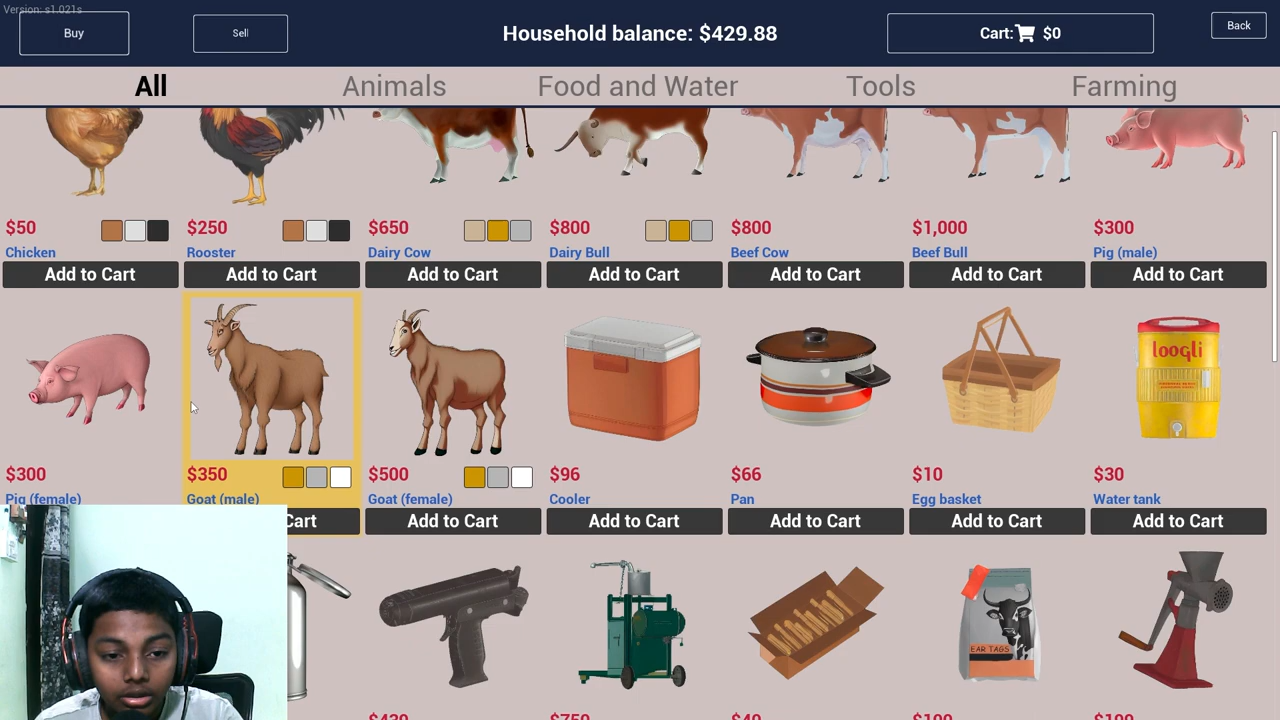 Version: s1.021s
Buy
Sell
Household balance: $429.88
Cart: $0
Back
All
Animals
Food and Water
Tools
Farming
$50
$250
$650
$800
$800
$1,000
$300
Chicken
Rooster
Dairy Cow
Dairy Bull
Beef Cow
Beef Bull
Pig (male)
Add to Cart
Add to Cart
Add to Cart
Add to Cart
Add to Cart
Add to Cart
Add to Cart
loogli
$300
$350
$500
$96
$66
$10
$30
Pig (female)
Goat (male)
Goat (female)
Cooler
Pan
Egg basket
Water tank
Cart
Add to Cart
Add to Cart
Add to Cart
Add to Cart
Add to Cart
EAR TAGS
$430
$750
$40
$100
$100